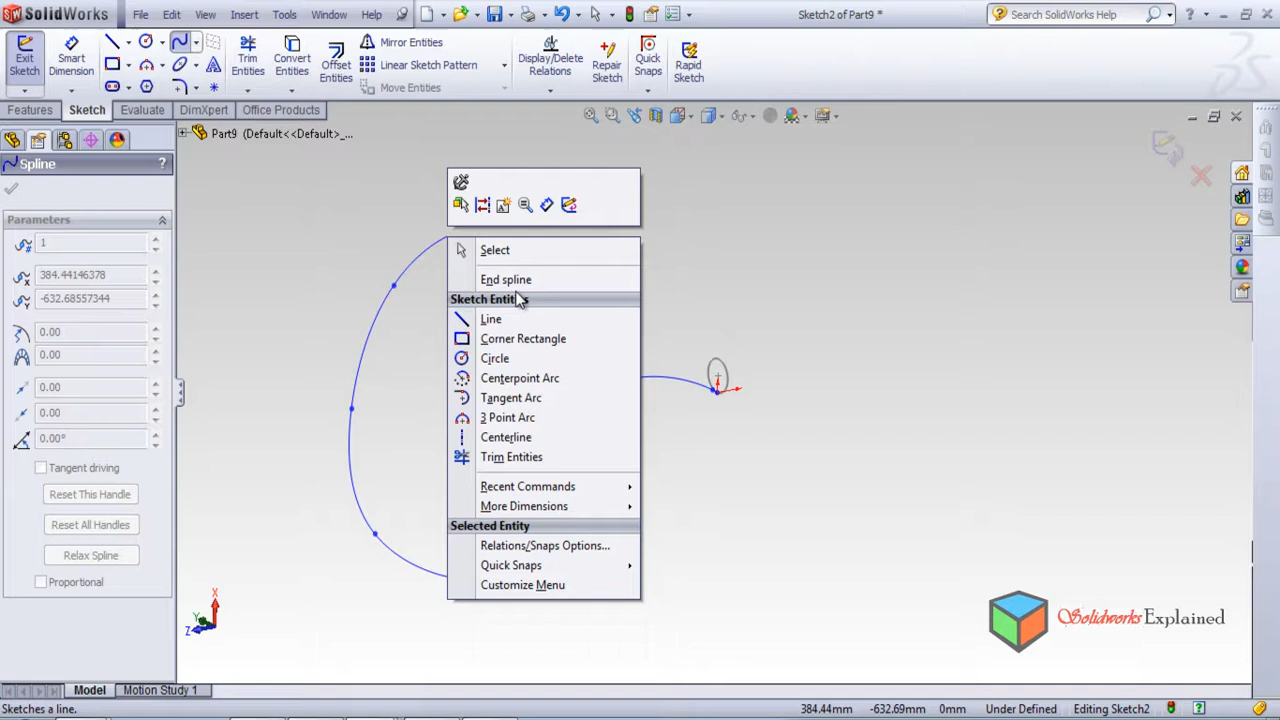 SolidWorks
File
Edit
View
Insert
Tools
Window
Help
Sketch2 of Part9 *
Search SolidWorks Help
Exit Sketch
Smart Dimension
Trim Entities
Convert Entities
Offset Entities
Mirror Entities
Linear Sketch Pattern
Move Entities
Display/Delete Relations
Repair Sketch
Quick Snaps
Rapid Sketch
Features
Sketch
Evaluate
DimXpert
Office Products
Part9 (Default<<Default>_...
Spline
?
Parameters
1
384.44146378
-632.68557344
0.00
0.00
0.00
0.00
0.00°
Tangent driving
Reset This Handle
Reset All Handles
Relax Spline
Proportional
Select
End spline
Sketch Entities
Line
Corner Rectangle
Circle
Centerpoint Arc
Tangent Arc
3 Point Arc
Centerline
Trim Entities
Recent Commands
More Dimensions
Selected Entity
Relations/Snaps Options...
Quick Snaps
Customize Menu
X
Y
Z
Solidworks Explained
Model
Motion Study 1
Sketches a line.
384.44mm
-632.69mm
0mm
Under Defined
Editing Sketch2
?